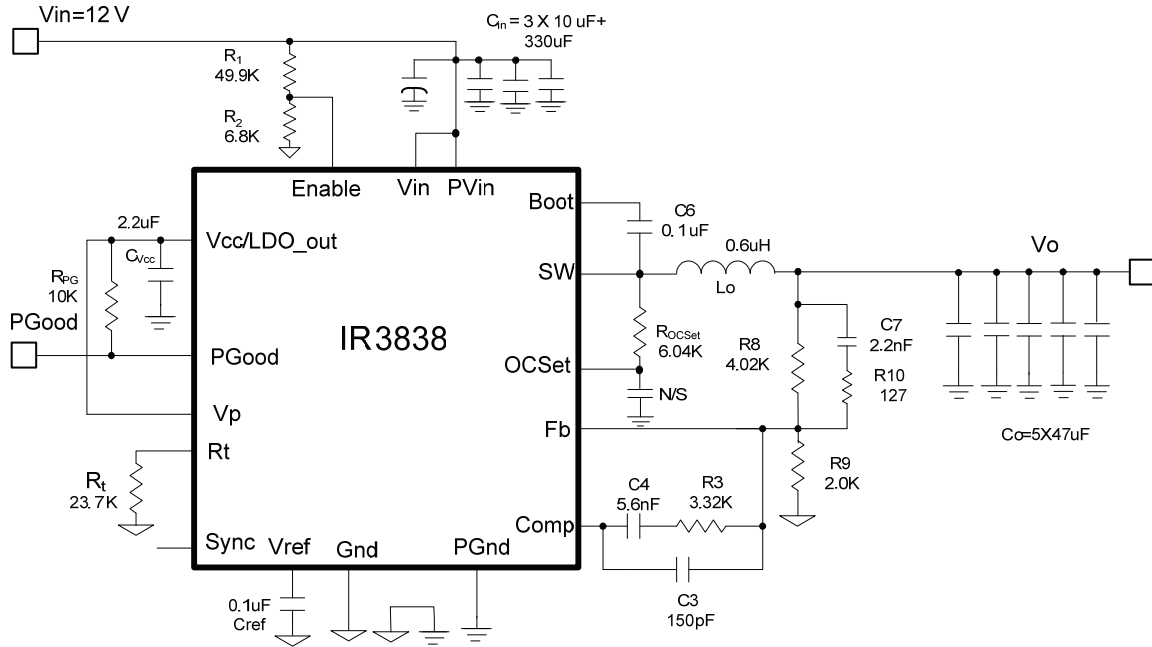 Vin=12 V
Cin = 3 X 10 uF+
330uF
R1
49.9K
R2
6.8K
Enable
Vin
PVin
Boot
C6
0.1uF
2.2uF
Vcc/LDO_out
CVcc
RPG
10K
SW
0.6uH
Lo
Vo
PGood
PGood
IR3838
ROCSet
6.04K
OCSet
N/S
R8
4.02K
C7
2.2nF
R10
127
Vp
Fb
Co=5X47uF
Rt
Rt
23.7K
R9
2.0K
C4
5.6nF
R3
3.32K
Comp
Sync
Vref
Gnd
PGnd
0.1uF
Cref
C3
150pF